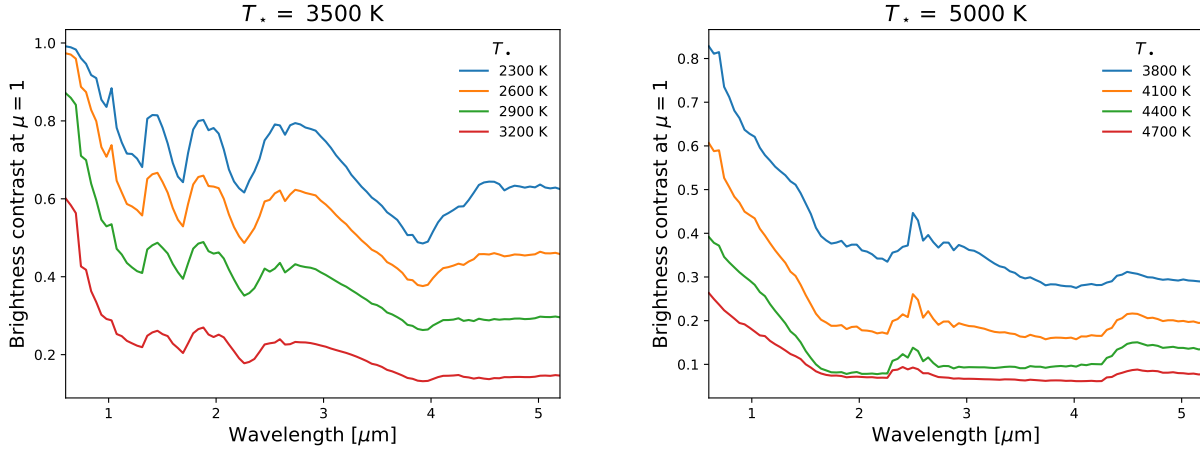 T⋆ = 3500 K
Brightness contrast at μ = 1
1.0
0.8
0.6
0.4
0.2
T•
2300 K
2600 K
2900 K
3200 K
1 2 3 4 5
Wavelength [μm]
T⋆ = 5000 K
Brightness contrast at μ = 1
0.8
0.7
0.6
0.5
0.4
0.3
0.2
0.1
T•
3800 K
4100 K
4400 K
4700 K
1 2 3 4 5
Wavelength [μm]